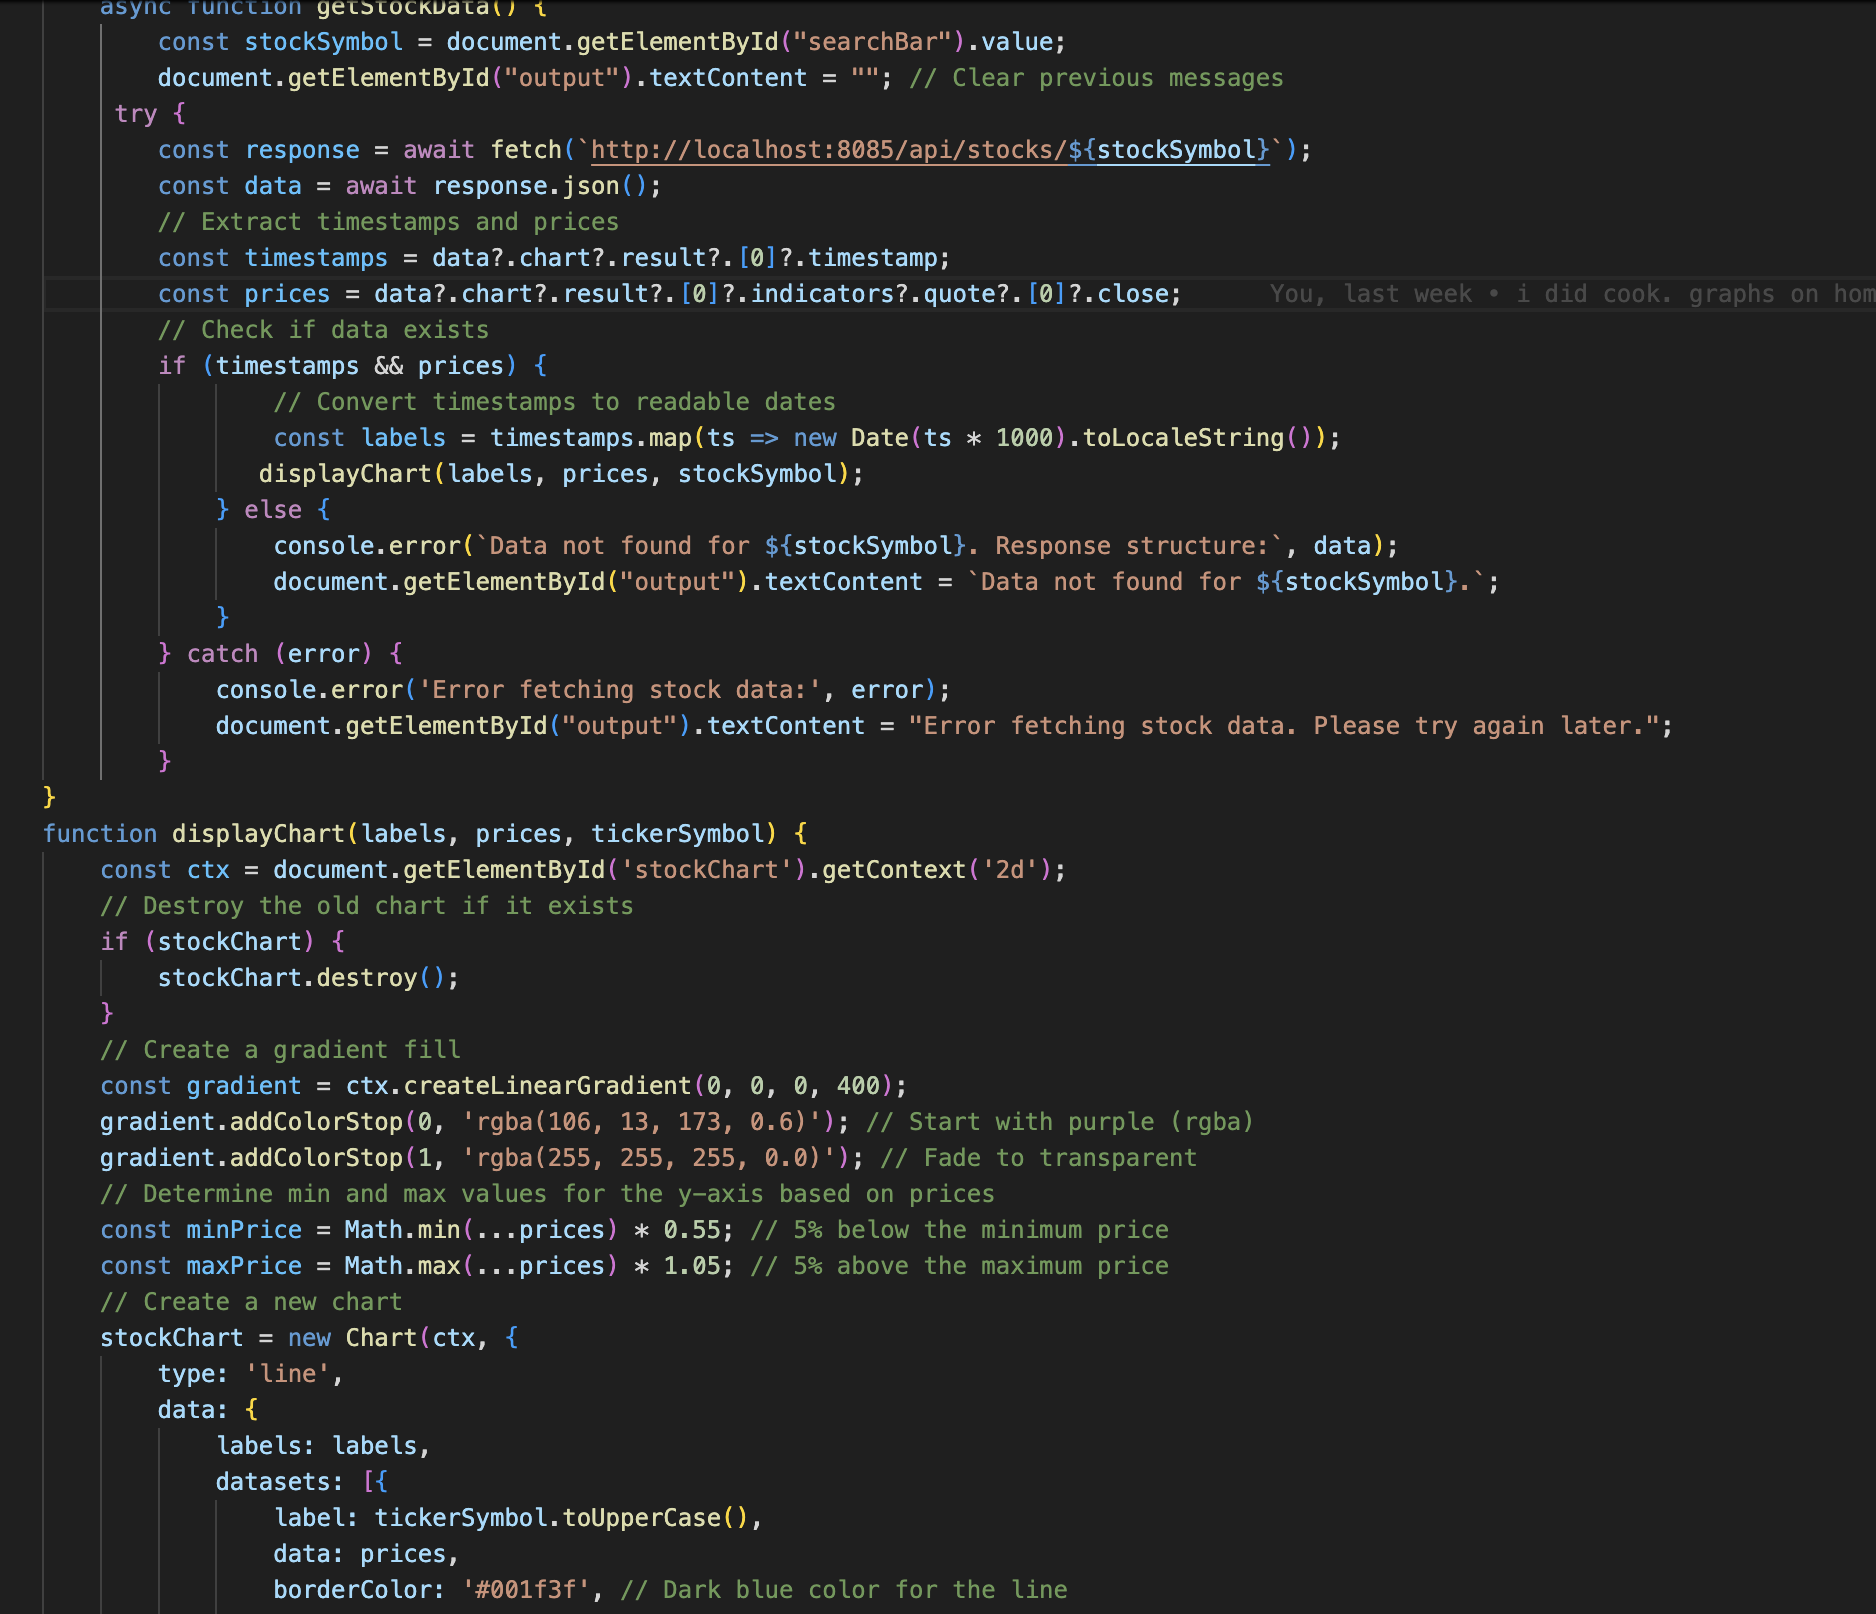 async function getStockData() {
const stockSymbol = document.getElementById("searchBar").value;
document.getElementById("output").textContent = ""; // Clear previous messages
try {
const response = await fetch(`http://localhost:8085/api/stocks/${stockSymbol}`);
const data = await response.json();
// Extract timestamps and prices
const timestamps = data?.chart?.result?.[0]?.timestamp;
const prices = data?.chart?.result?.[0]?.indicators?.quote?.[0]?.close; You, last week • i did cook. graphs on hom
// Check if data exists
if (timestamps && prices) {
// Convert timestamps to readable dates
const labels = timestamps.map(ts => new Date(ts * 1000).toLocaleString());
displayChart(labels, prices, stockSymbol);
} else {
console.error(`Data not found for ${stockSymbol}. Response structure:`, data);
document.getElementById("output").textContent = `Data not found for ${stockSymbol}.`;
}
} catch (error) {
console.error('Error fetching stock data:', error);
document.getElementById("output").textContent = "Error fetching stock data. Please try again later.";
}
}
function displayChart(labels, prices, tickerSymbol) {
const ctx = document.getElementById('stockChart').getContext('2d');
// Destroy the old chart if it exists
if (stockChart) {
stockChart.destroy();
}
// Create a gradient fill
const gradient = ctx.createLinearGradient(0, 0, 0, 400);
gradient.addColorStop(0, 'rgba(106, 13, 173, 0.6)'); // Start with purple (rgba)
gradient.addColorStop(1, 'rgba(255, 255, 255, 0.0)'); // Fade to transparent
// Determine min and max values for the y-axis based on prices
const minPrice = Math.min(...prices) * 0.55; // 5% below the minimum price
const maxPrice = Math.max(...prices) * 1.05; // 5% above the maximum price
// Create a new chart
stockChart = new Chart(ctx, {
type: 'line',
data: {
labels: labels,
datasets: [{
label: tickerSymbol.toUpperCase(),
data: prices,
borderColor: '#001f3f', // Dark blue color for the line